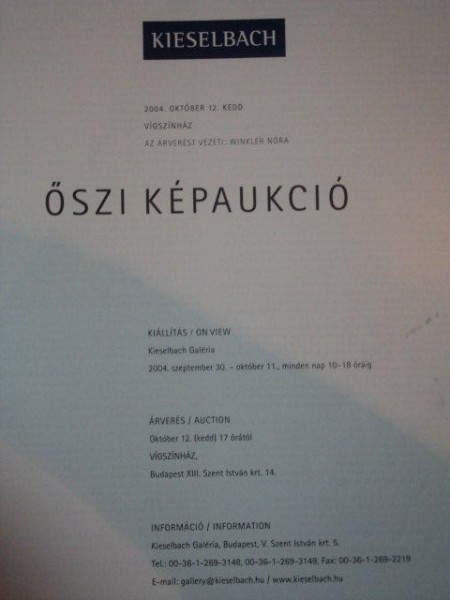 KIESELBACH
2004. OKTÓBER 12. KEDD
VÍGSZÍNHÁZ
AZ ÁRVERÉST VEZETI: WINKLER NÓRA
ŐSZI KÉPAUKCIÓ
KIÁLLÍTÁS / ON VIEW
Kieselbach Galéria
2004. szeptember 30. – október 11., minden nap 10–18 óráig
ÁRVERÉS / AUCTION
Október 12. (kedd) 17 órától
VÍGSZÍNHÁZ,
Budapest XIII. Szent István krt. 14.
INFORMÁCIÓ / INFORMATION
Kieselbach Galéria, Budapest, V. Szent István krt. 5.
Tel.: 00-36-1-269-3148, 00-36-1-269-3149, Fax: 00-36-1-269-2219
E-mail: gallery@kieselbach.hu / www.kieselbach.hu